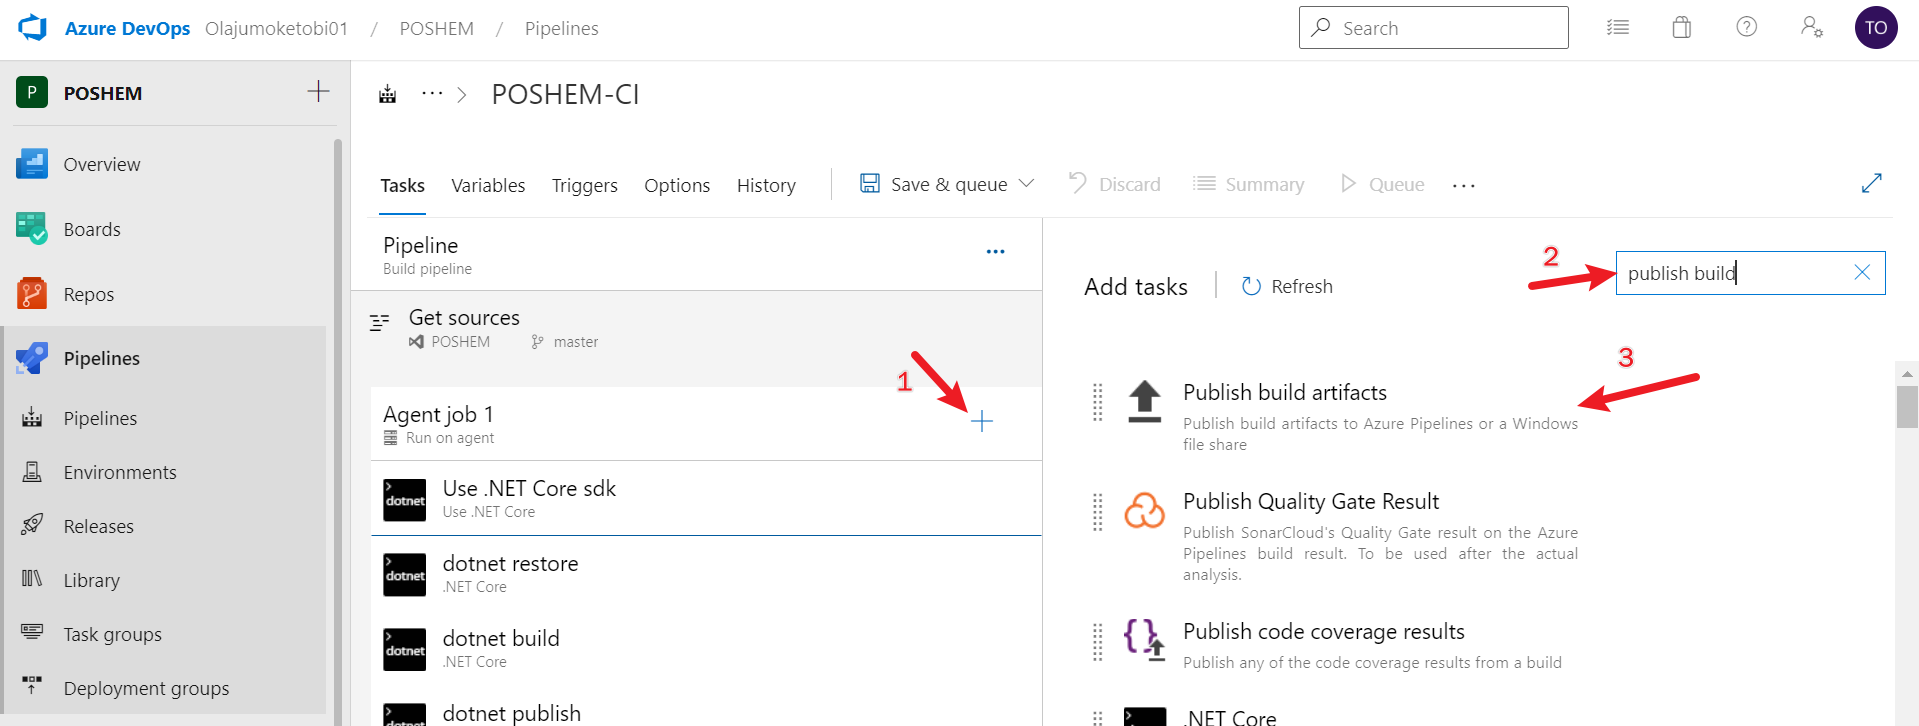 Azure DevOps Olajumoketobi01 / POSHEM / Pipelines
Search
TO
P POSHEM
Overview
Boards
Repos
Pipelines
Pipelines
Environments
Releases
Library
Task groups
Deployment groups
··· > POSHEM-CI
Tasks Variables Triggers Options History Save & queue Discard Summary Queue ···
Pipeline
Build pipeline
···
Get sources
POSHEM master
1
Agent job 1
Run on agent
dotnet
Use .NET Core sdk
Use .NET Core
dotnet
dotnet restore
.NET Core
dotnet
dotnet build
.NET Core
dotnet
dotnet publish
Add tasks Refresh
2
publish build
3
Publish build artifacts
Publish build artifacts to Azure Pipelines or a Windows
file share
Publish Quality Gate Result
Publish SonarCloud's Quality Gate result on the Azure
Pipelines build result. To be used after the actual
analysis.
Publish code coverage results
Publish any of the code coverage results from a build
.NET Core